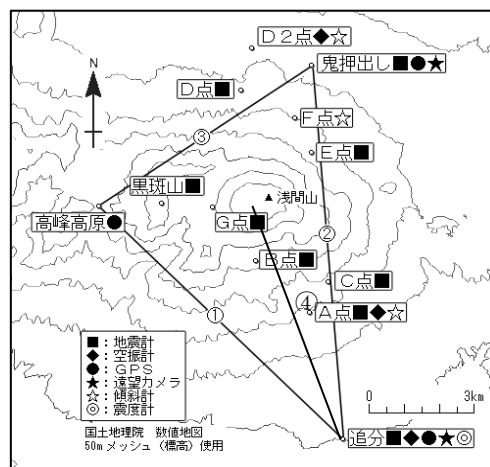 D2点◆☆
鬼押出し■●★
N
D点■
F点☆
③
E点■
黒斑山■
▲浅間山
高峰高原●
G点■
②
B点■
C点■
①
④
A点■◆☆
■：地震計
◆：空振計
●：GPS
★：遠望カメラ
☆：傾斜計
◎：震度計
0 3km
国土地理院 数値地図
50mメッシュ（標高）使用
追分■◆●★◎